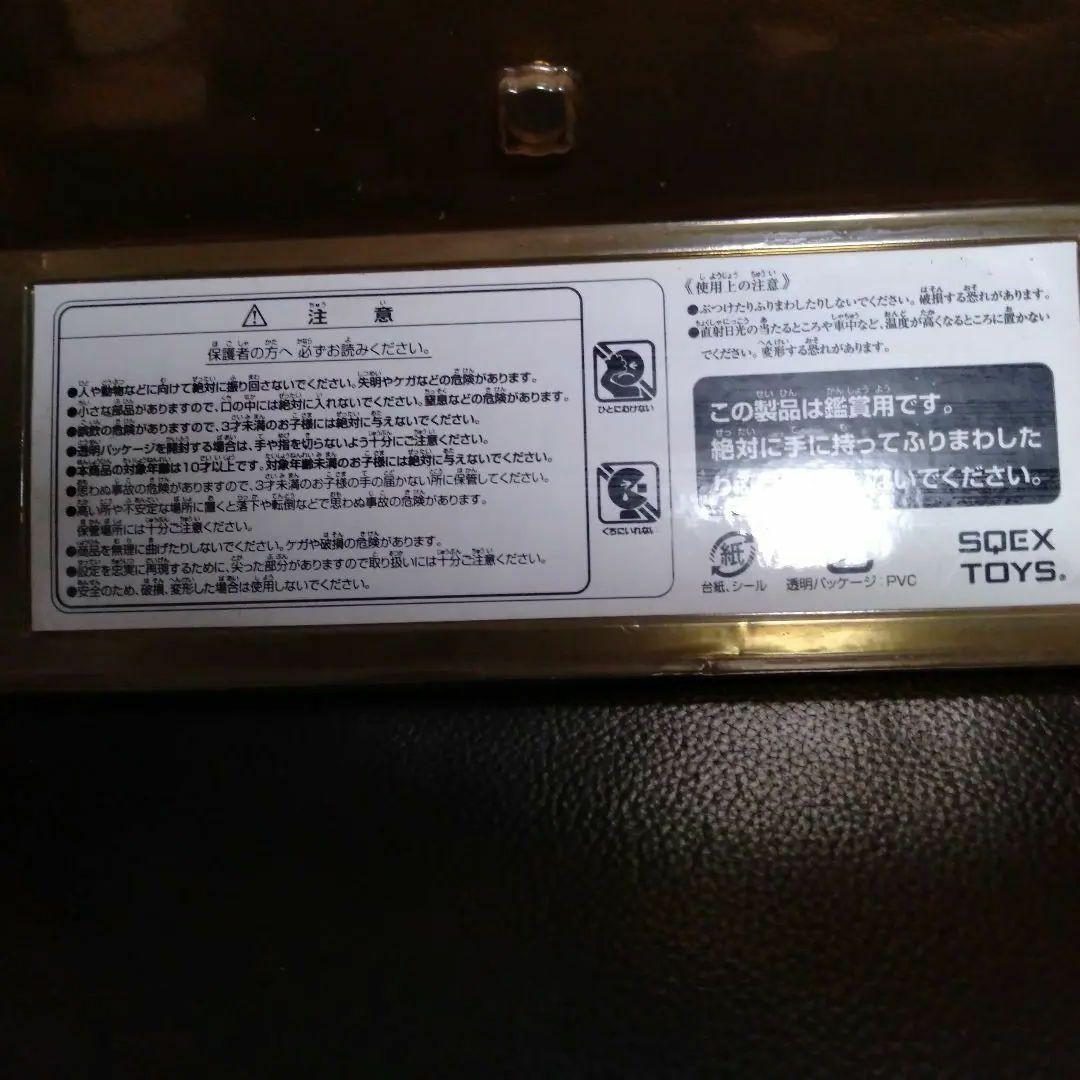 注意
保護者の方へ 必ずお読みください。
●人や動物などに向けて絶対に振り回さないでください。失明やケガなどの危険があります。
●小さな部品がありますので、口の中には絶対に入れないでください。窒息などの危険があります。
●誤飲の危険がありますので、3才未満のお子様には絶対に与えないでください。
●透明パッケージを開封する場合は、手や指を切らないよう十分にご注意ください。
●本商品の対象年齢は10才以上です。対象年齢未満のお子様には絶対に与えないでください。
●思わぬ事故の危険がありますので、3才未満のお子様の手の届かない所に保管してください。
●高い所や不安定な場所に置くと落下や転倒などで思わぬ事故の危険があります。
保管場所には十分ご注意ください。
●商品を無理に曲げたりしないでください。ケガや破損の危険があります。
●設定を忠実に再現するために、尖った部分がありますので取り扱いには十分ご注意ください。
●安全のため、破損、変形した場合は使用しないでください。
ひとにむけない
くちにいれない
《使用上の注意》
●ぶつけたりふりまわしたりしないでください。破損する恐れがあります。
●直射日光の当たるところや車中など、温度が高くなるところに置かない
でください。変形する恐れがあります。
この製品は鑑賞用です。
絶対に手に持ってふりまわした
ないでください。
紙
台紙、シール
透明パッケージ:PVC
SQEX
TOYS®